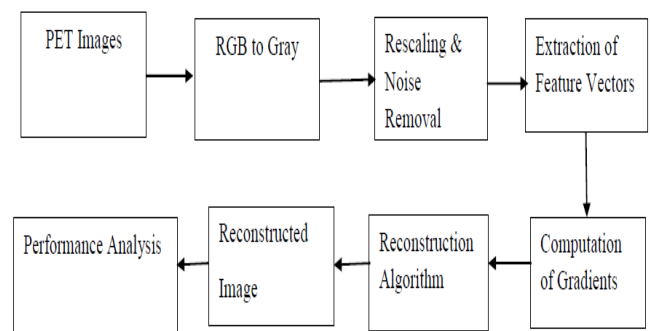 PET Images
RGB to Gray
Rescaling &
Noise
Removal
Extraction of
Feature Vectors
Computation
of Gradients
Reconstruction
Algorithm
Reconstructed
Image
Performance Analysis